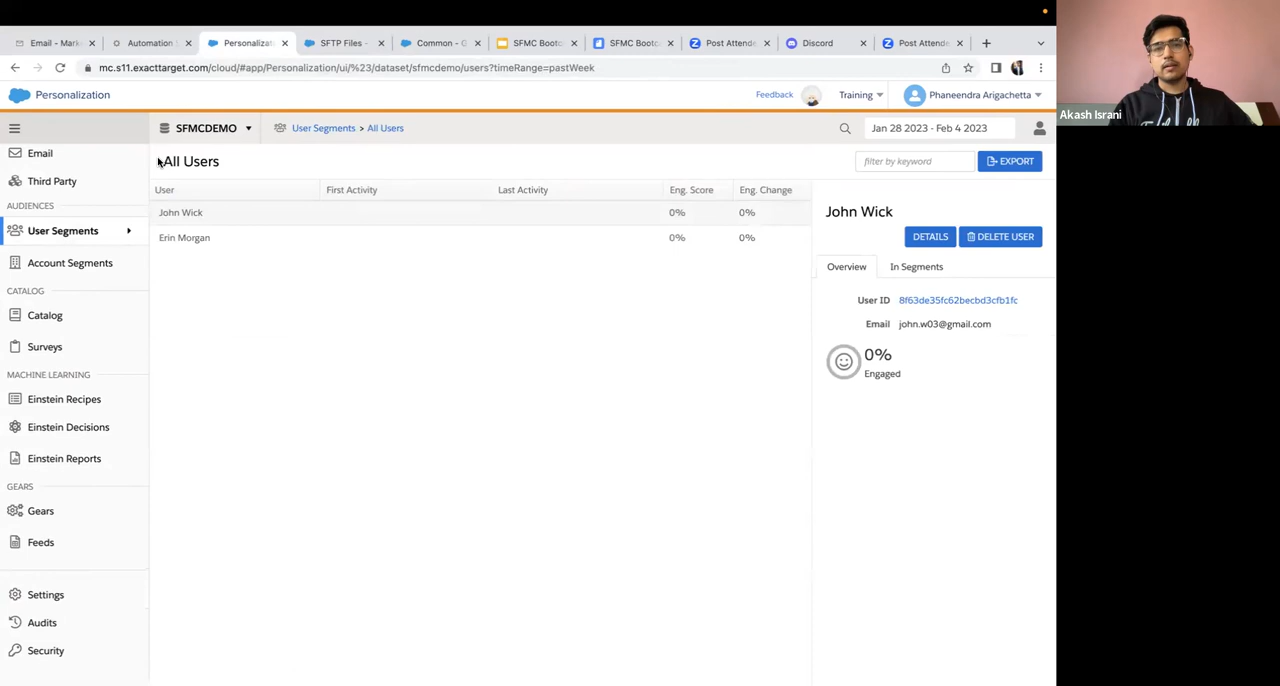 Email - Mark
Automation
Personalizati
SFTP Files -
Common - G
SFMC Bootc
SFMC Bootc
Post Attende
Discord
Post Attende
mc.s11.exacttarget.com/cloud/#app/Personalization/ui/%23/dataset/sfmcdemo/users?timeRange=pastWeek
Personalization
Feedback
Training
Phaneendra Arigachetta
Akash Israni
SFMCDEMO
User Segments > All Users
Jan 28 2023 - Feb 4 2023
Email
Third Party
AUDIENCES
User Segments
Account Segments
CATALOG
Catalog
Surveys
MACHINE LEARNING
Einstein Recipes
Einstein Decisions
Einstein Reports
GEARS
Gears
Feeds
Settings
Audits
Security
All Users
filter by keyword
EXPORT
User First Activity Last Activity Eng. Score Eng. Change
John Wick 0% 0%
Erin Morgan 0% 0%
John Wick
DETAILS DELETE USER
Overview In Segments
User ID 8f63de35fc62becbd3cfb1fc
Email john.w03@gmail.com
0%
Engaged